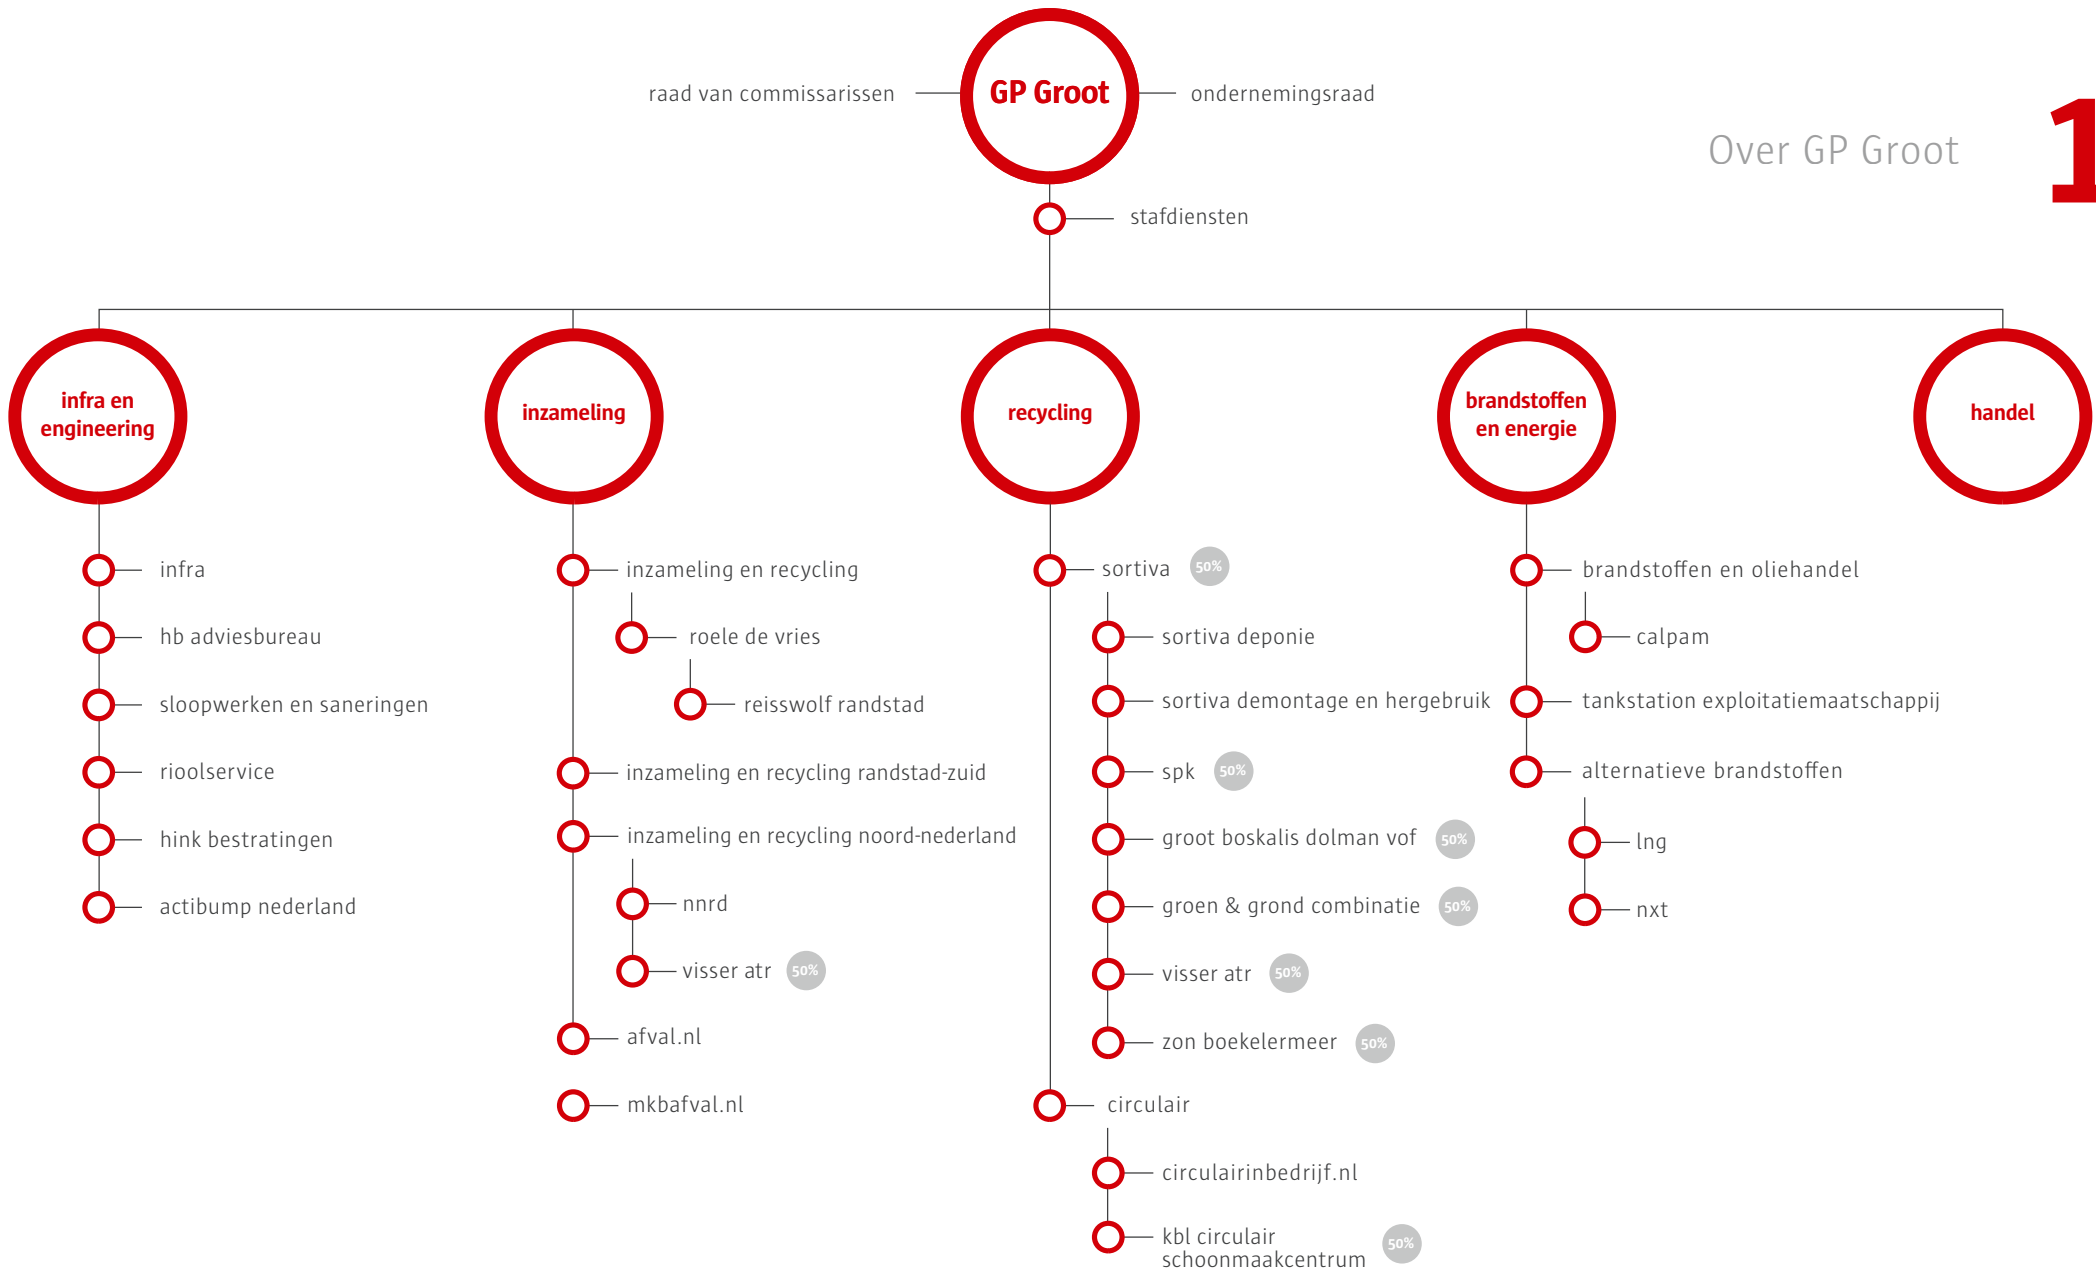 GP Groot
raad van commissarissen
ondernemingsraad
Over GP Groot
1
stafdiensten
infra en
engineering
inzameling
recycling
brandstoffen
en energie
handel
infra
hb adviesbureau
sloopwerken en saneringen
rioolservice
hink bestratingen
actibump nederland
inzameling en recycling
roele de vries
reisswolf randstad
inzameling en recycling randstad-zuid
inzameling en recycling noord-nederland
nnrd
visser atr 50%
afval.nl
mkbafval.nl
sortiva 50%
sortiva deponie
sortiva demontage en hergebruik
spk 50%
groot boskalis dolman vof 50%
groen & grond combinatie 50%
visser atr 50%
zon boekelermeer 50%
circulair
circulairinbedrijf.nl
kbl circulair
schoonmaakcentrum 50%
brandstoffen en oliehandel
calpam
tankstation exploitatiemaatschappij
alternatieve brandstoffen
lng
nxt